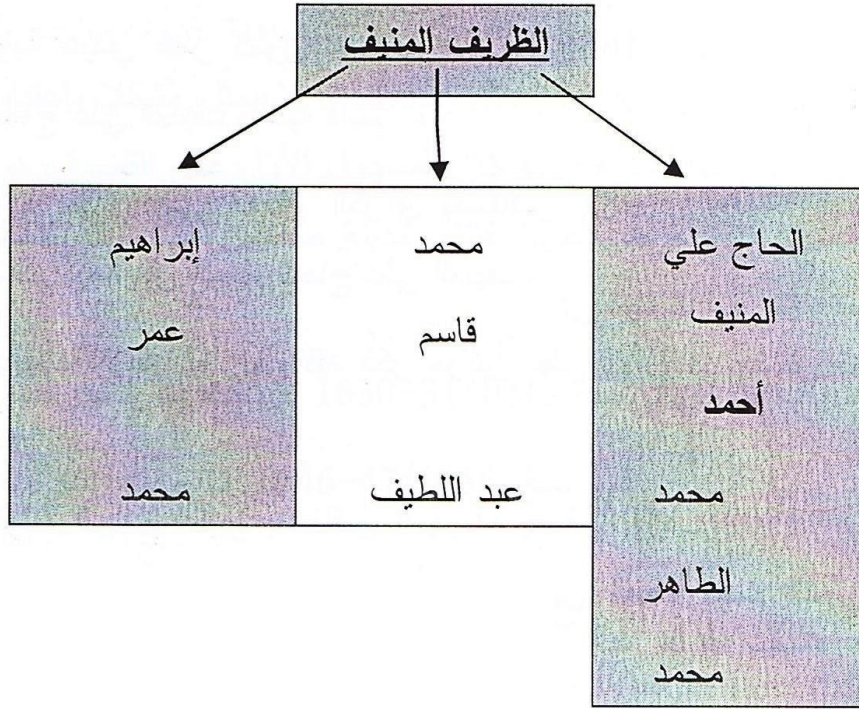 الظريف المنيف
الحاج علي
المنيف
أحمد
محمد
الطاهر
محمد
محمد
قاسم
عبد اللطيف
إبراهيم
عمر
محمد